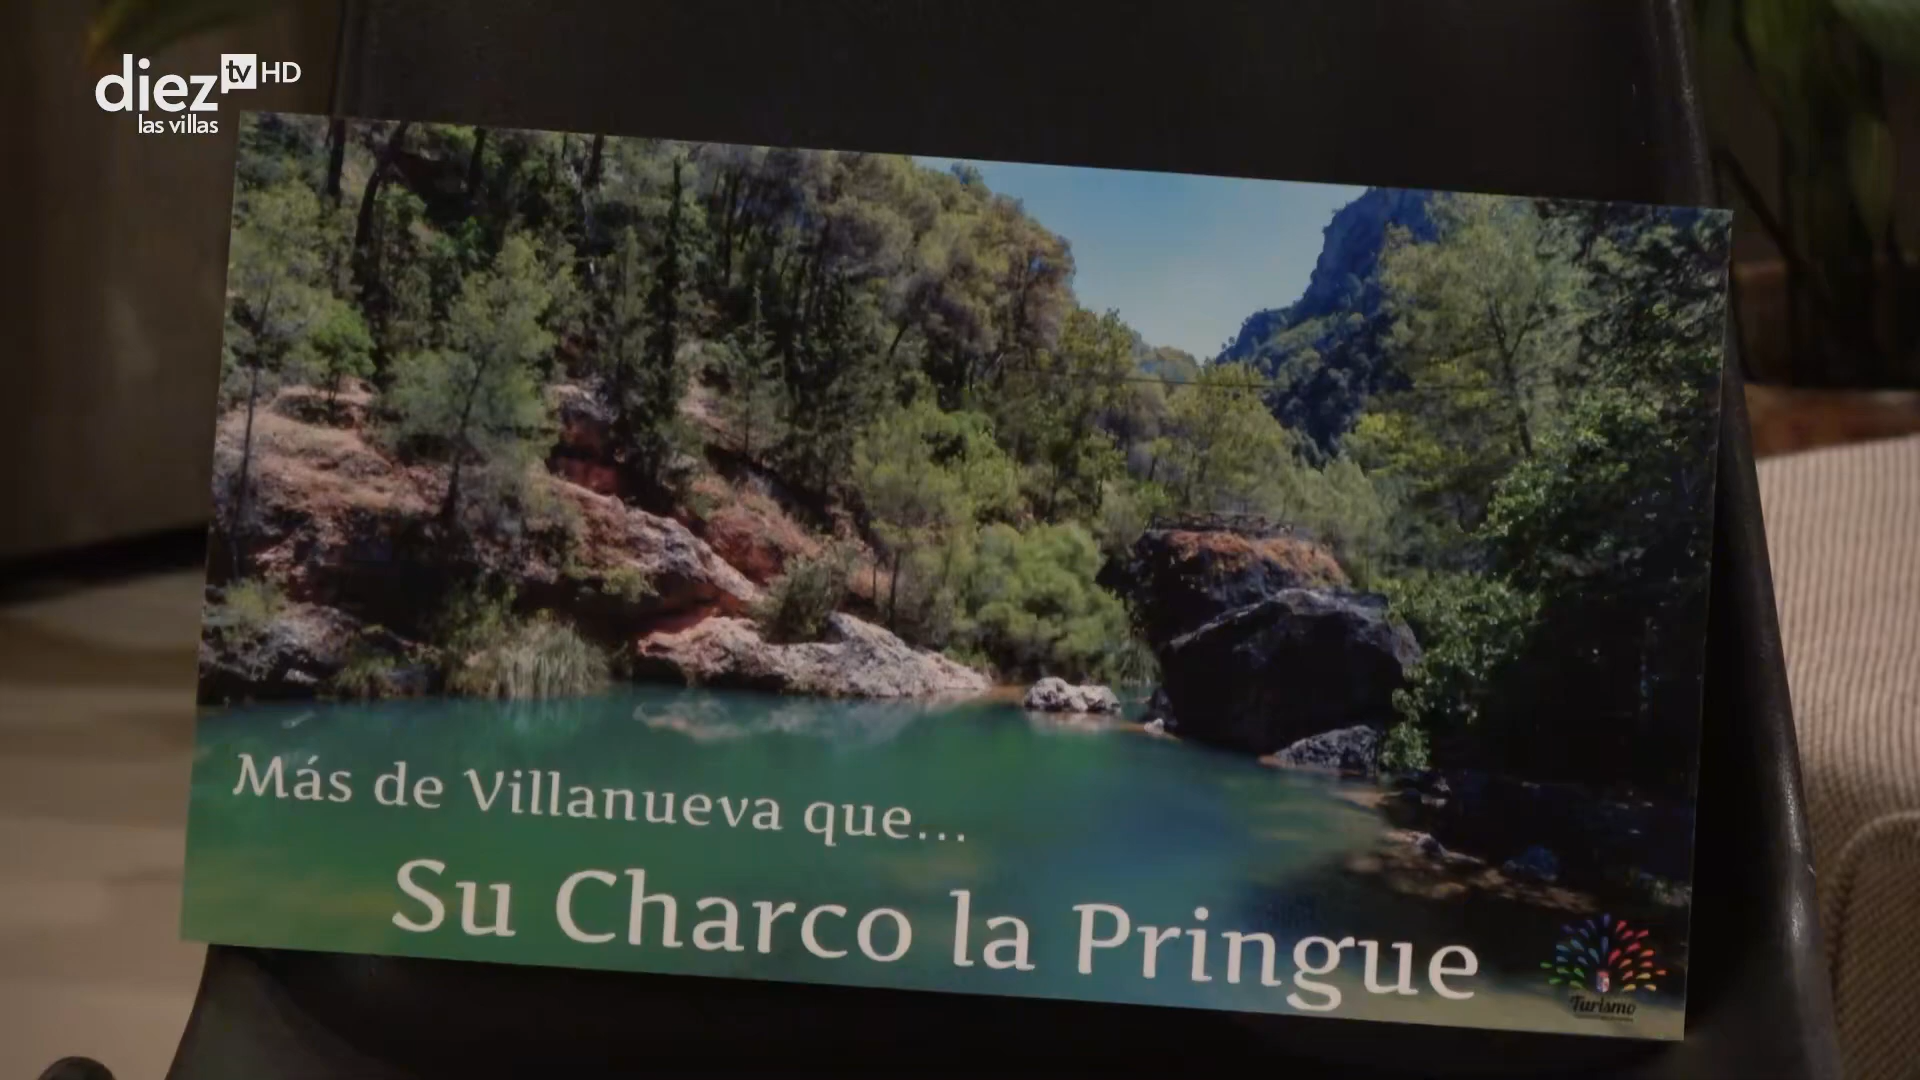 diez tv HD
las villas
Más de Villanueva que...
Su Charco la Pringue
Turismo